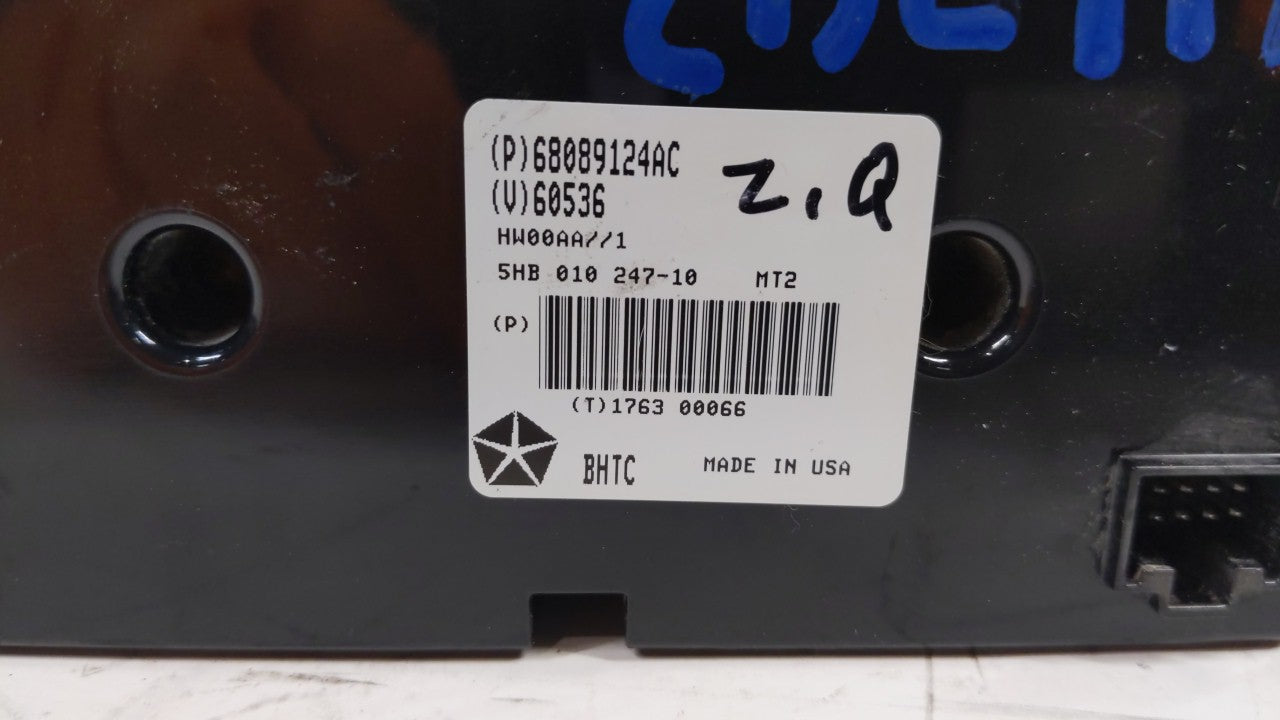 (P)68089124AC
(V)60536
Z, Q
HW00AA//1
5HB 010 247-10 MT2
(P)
(T)1763 00066
BHTC MADE IN USA